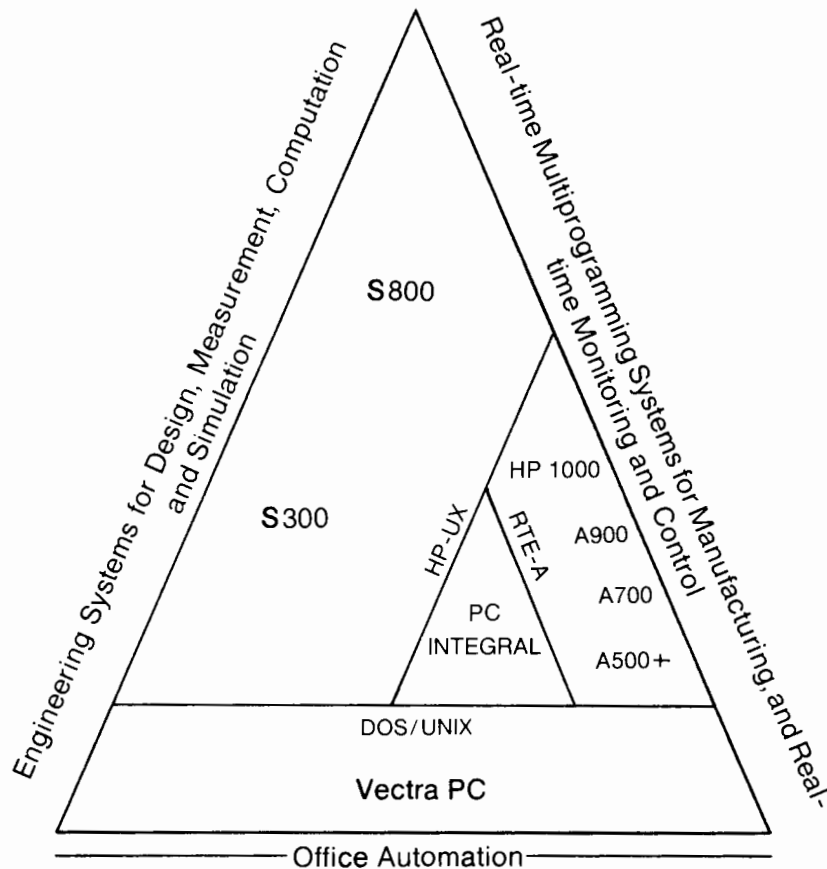 Engineering Systems for Design, Measurement, Computation
and Simulation
Real-time Multiprogramming Systems for Manufacturing, and Real-
time Monitoring and Control
S800
S300
HP-UX
HP 1000
RTE-A
A900
A700
A500+
PC
INTEGRAL
DOS/UNIX
Vectra PC
Office Automation